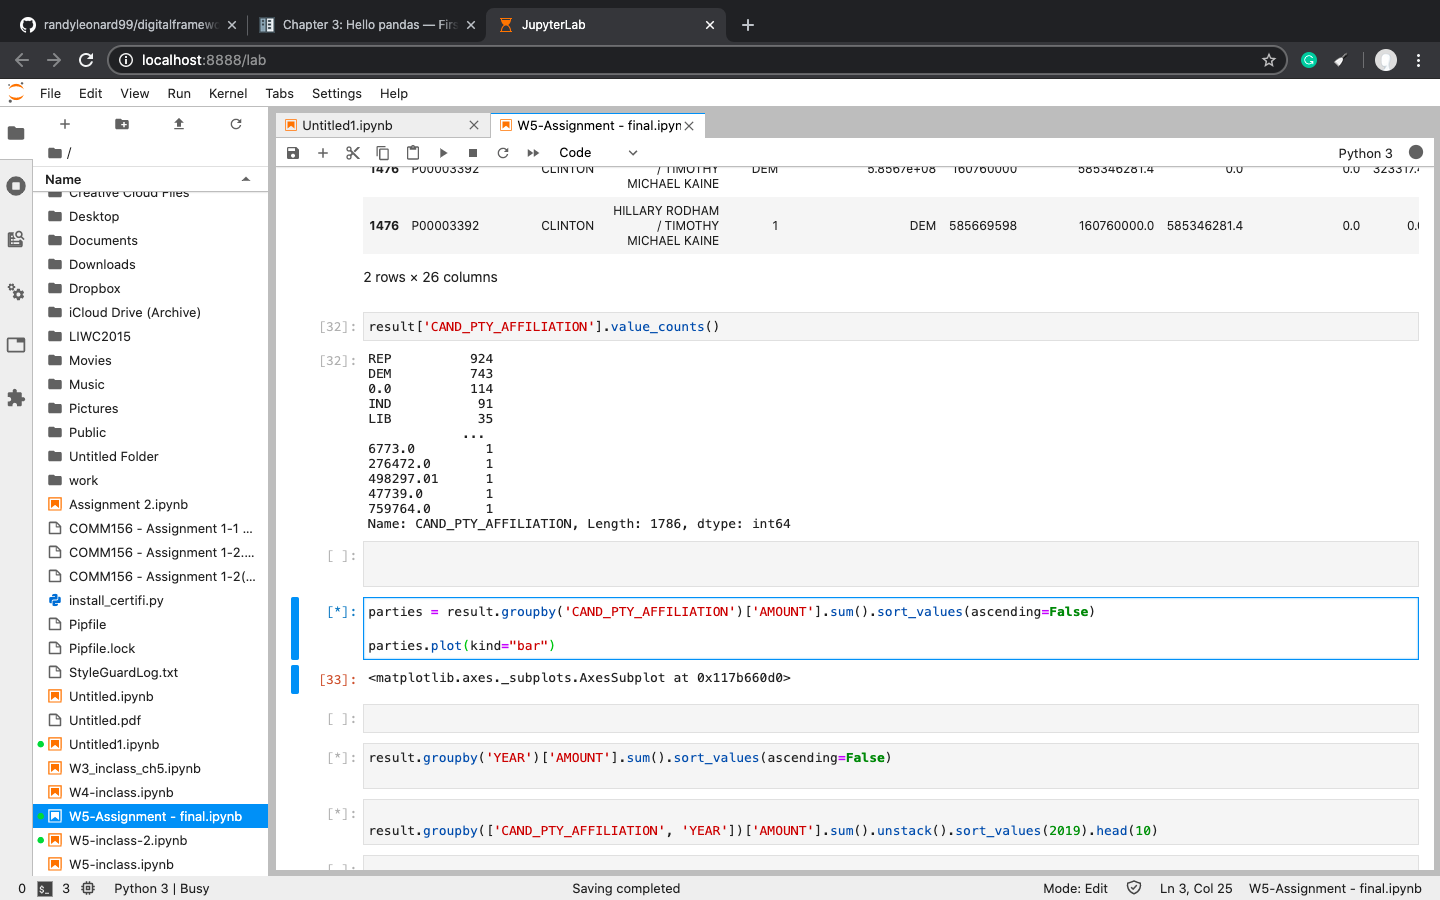 randyleonard99/digitalframewo
Chapter 3: Hello pandas — Firs
JupyterLab
localhost:8888/lab
File Edit View Run Kernel Tabs Settings Help
Untitled1.ipynb
W5-Assignment - final.ipyn
Code
Python 3
/
Name
Creative Cloud Files
Desktop
Documents
Downloads
Dropbox
iCloud Drive (Archive)
LIWC2015
Movies
Music
Pictures
Public
Untitled Folder
work
Assignment 2.ipynb
COMM156 - Assignment 1-1 ...
COMM156 - Assignment 1-2....
COMM156 - Assignment 1-2(...
install_certifi.py
Pipfile
Pipfile.lock
StyleGuardLog.txt
Untitled.ipynb
Untitled.pdf
Untitled1.ipynb
W3_inclass_ch5.ipynb
W4-inclass.ipynb
W5-Assignment - final.ipynb
W5-inclass-2.ipynb
W5-inclass.ipynb
1476 P00003392 CLINTON / TIMOTHY DEM 5.8567e+08 160760000 585346281.4 0.0 323317.
MICHAEL KAINE
HILLARY RODHAM
1476 P00003392 CLINTON / TIMOTHY 1 DEM 585669598 160760000.0 585346281.4 0.0 0.
MICHAEL KAINE
2 rows × 26 columns
[32]: result['CAND_PTY_AFFILIATION'].value_counts()
[32]: REP 924
DEM 743
0.0 114
IND 91
LIB 35
...
6773.0 1
276472.0 1
498297.01 1
47739.0 1
759764.0 1
Name: CAND_PTY_AFFILIATION, Length: 1786, dtype: int64
[ ]:
[*]: parties = result.groupby('CAND_PTY_AFFILIATION')['AMOUNT'].sum().sort_values(ascending=False)
parties.plot(kind="bar")
[33]: <matplotlib.axes._subplots.AxesSubplot at 0x117b660d0>
[ ]:
[*]: result.groupby('YEAR')['AMOUNT'].sum().sort_values(ascending=False)
[*]:
result.groupby(['CAND_PTY_AFFILIATION', 'YEAR'])['AMOUNT'].sum().unstack().sort_values(2019).head(10)
[ ]:
0 $_ 3 Python 3 | Busy Saving completed Mode: Edit Ln 3, Col 25 W5-Assignment - final.ipynb